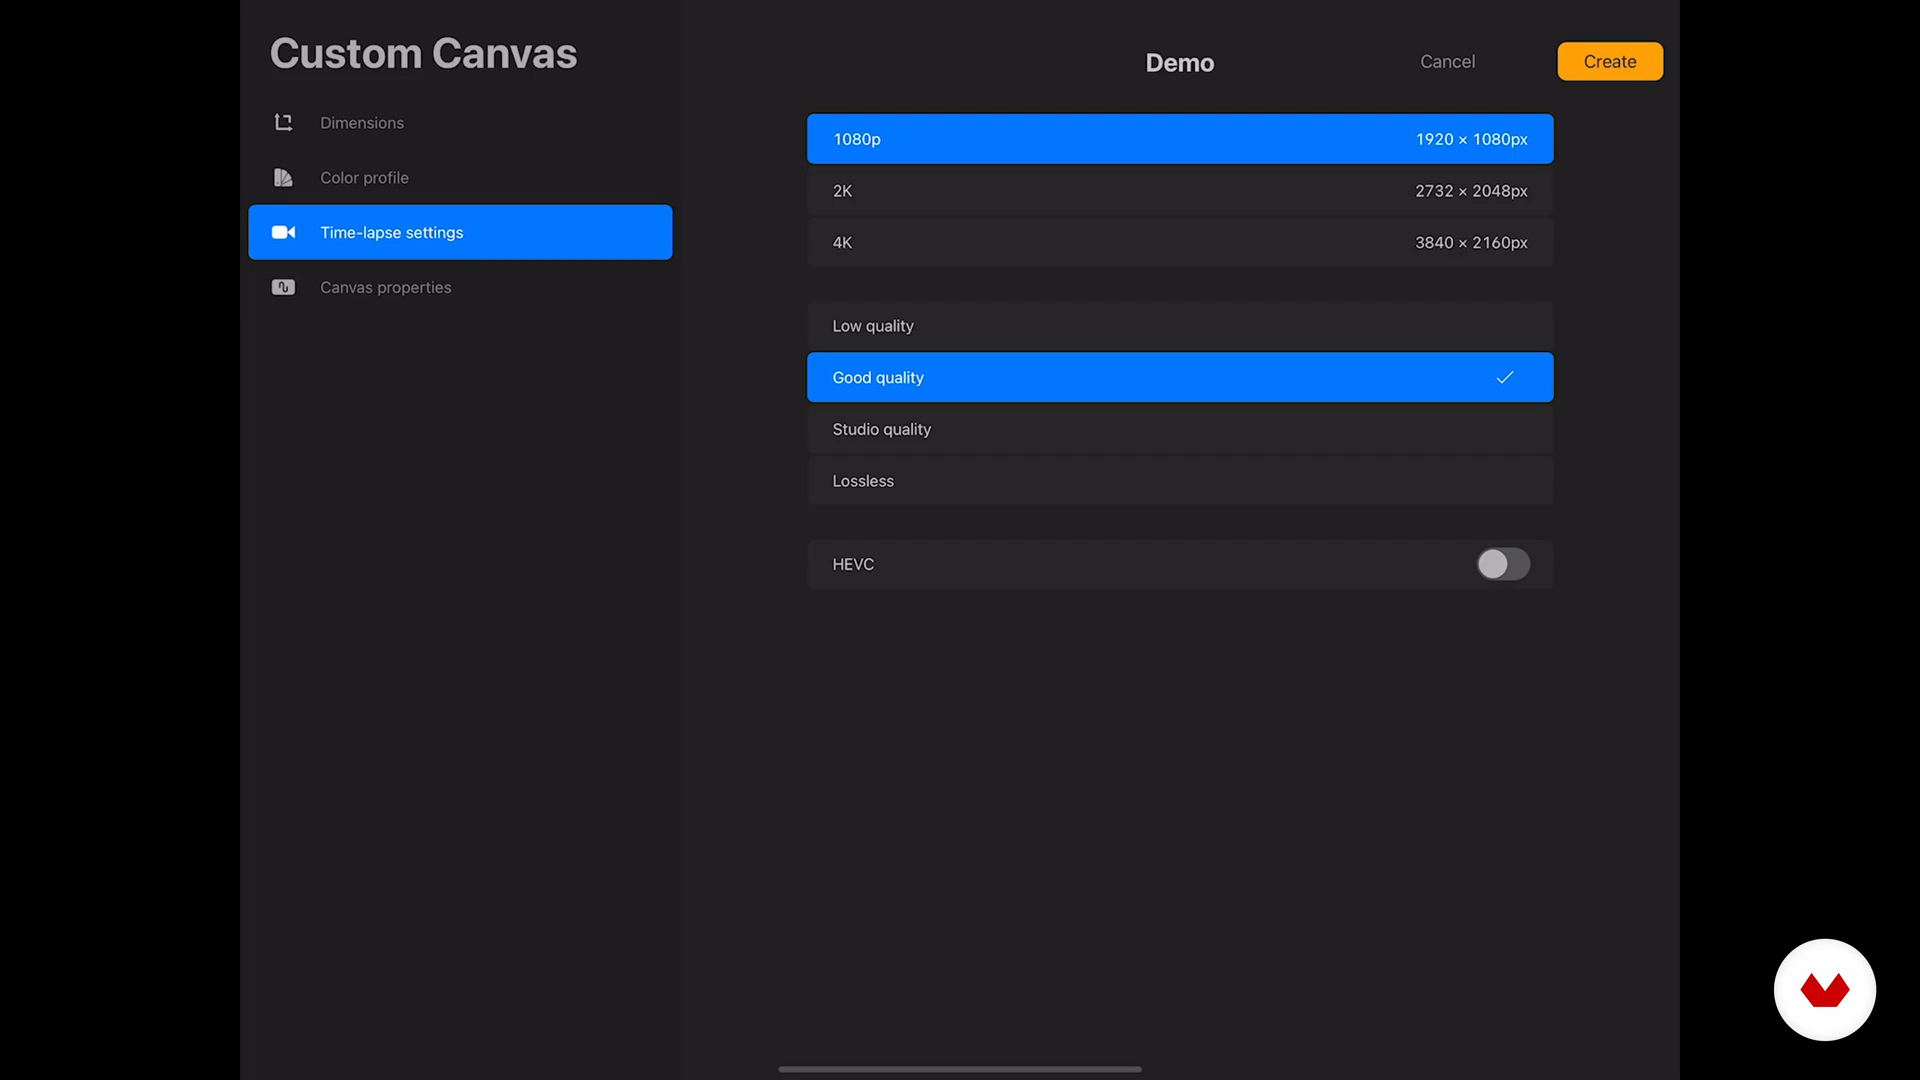 Custom Canvas
Dimensions
Color profile
Time-lapse settings
Canvas properties
Demo
Cancel
Create
1080p 1920 × 1080px
2K 2732 × 2048px
4K 3840 × 2160px
Low quality
Good quality
Studio quality
Lossless
HEVC